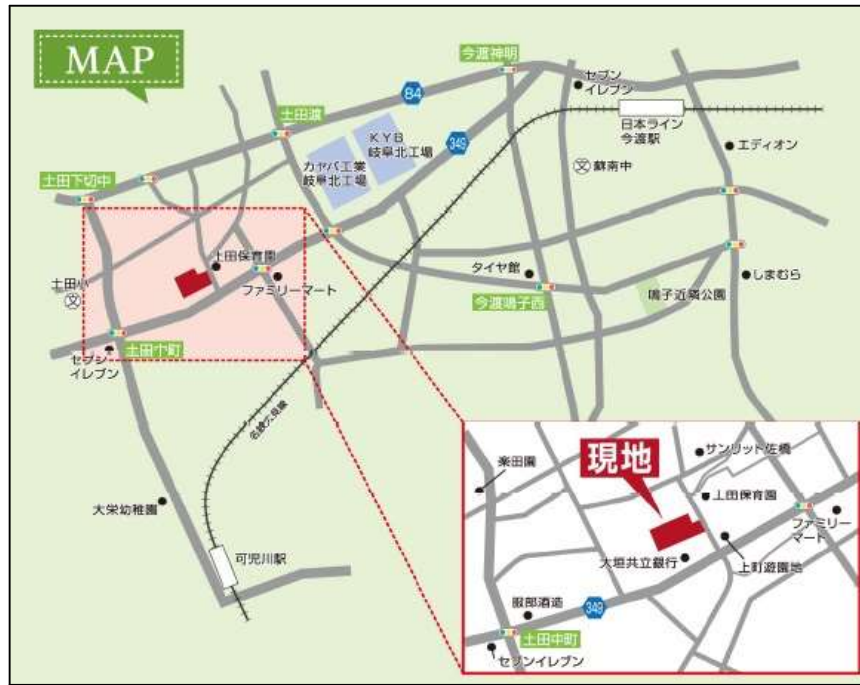 MAP
今渡神明
セブン
イレブン
84
土田渡
日本ライン
今渡駅
KYB
岐阜北工場
349
カヤバ工業
岐阜北工場
エディオン
蘇南中
文
土田下切中
上田保育園
土田小
文
ファミリーマート
タイヤ館
しまむら
今渡鳴子西
鳴子近隣公園
土田中町
セブン
イレブン
名鉄広見線
大栄幼稚園
可児川駅
現地
サンリット佐橋
楽田園
上田保育園
ファミリー
マート
大垣共立銀行
上町遊園地
服部酒造
349
土田中町
セブンイレブン